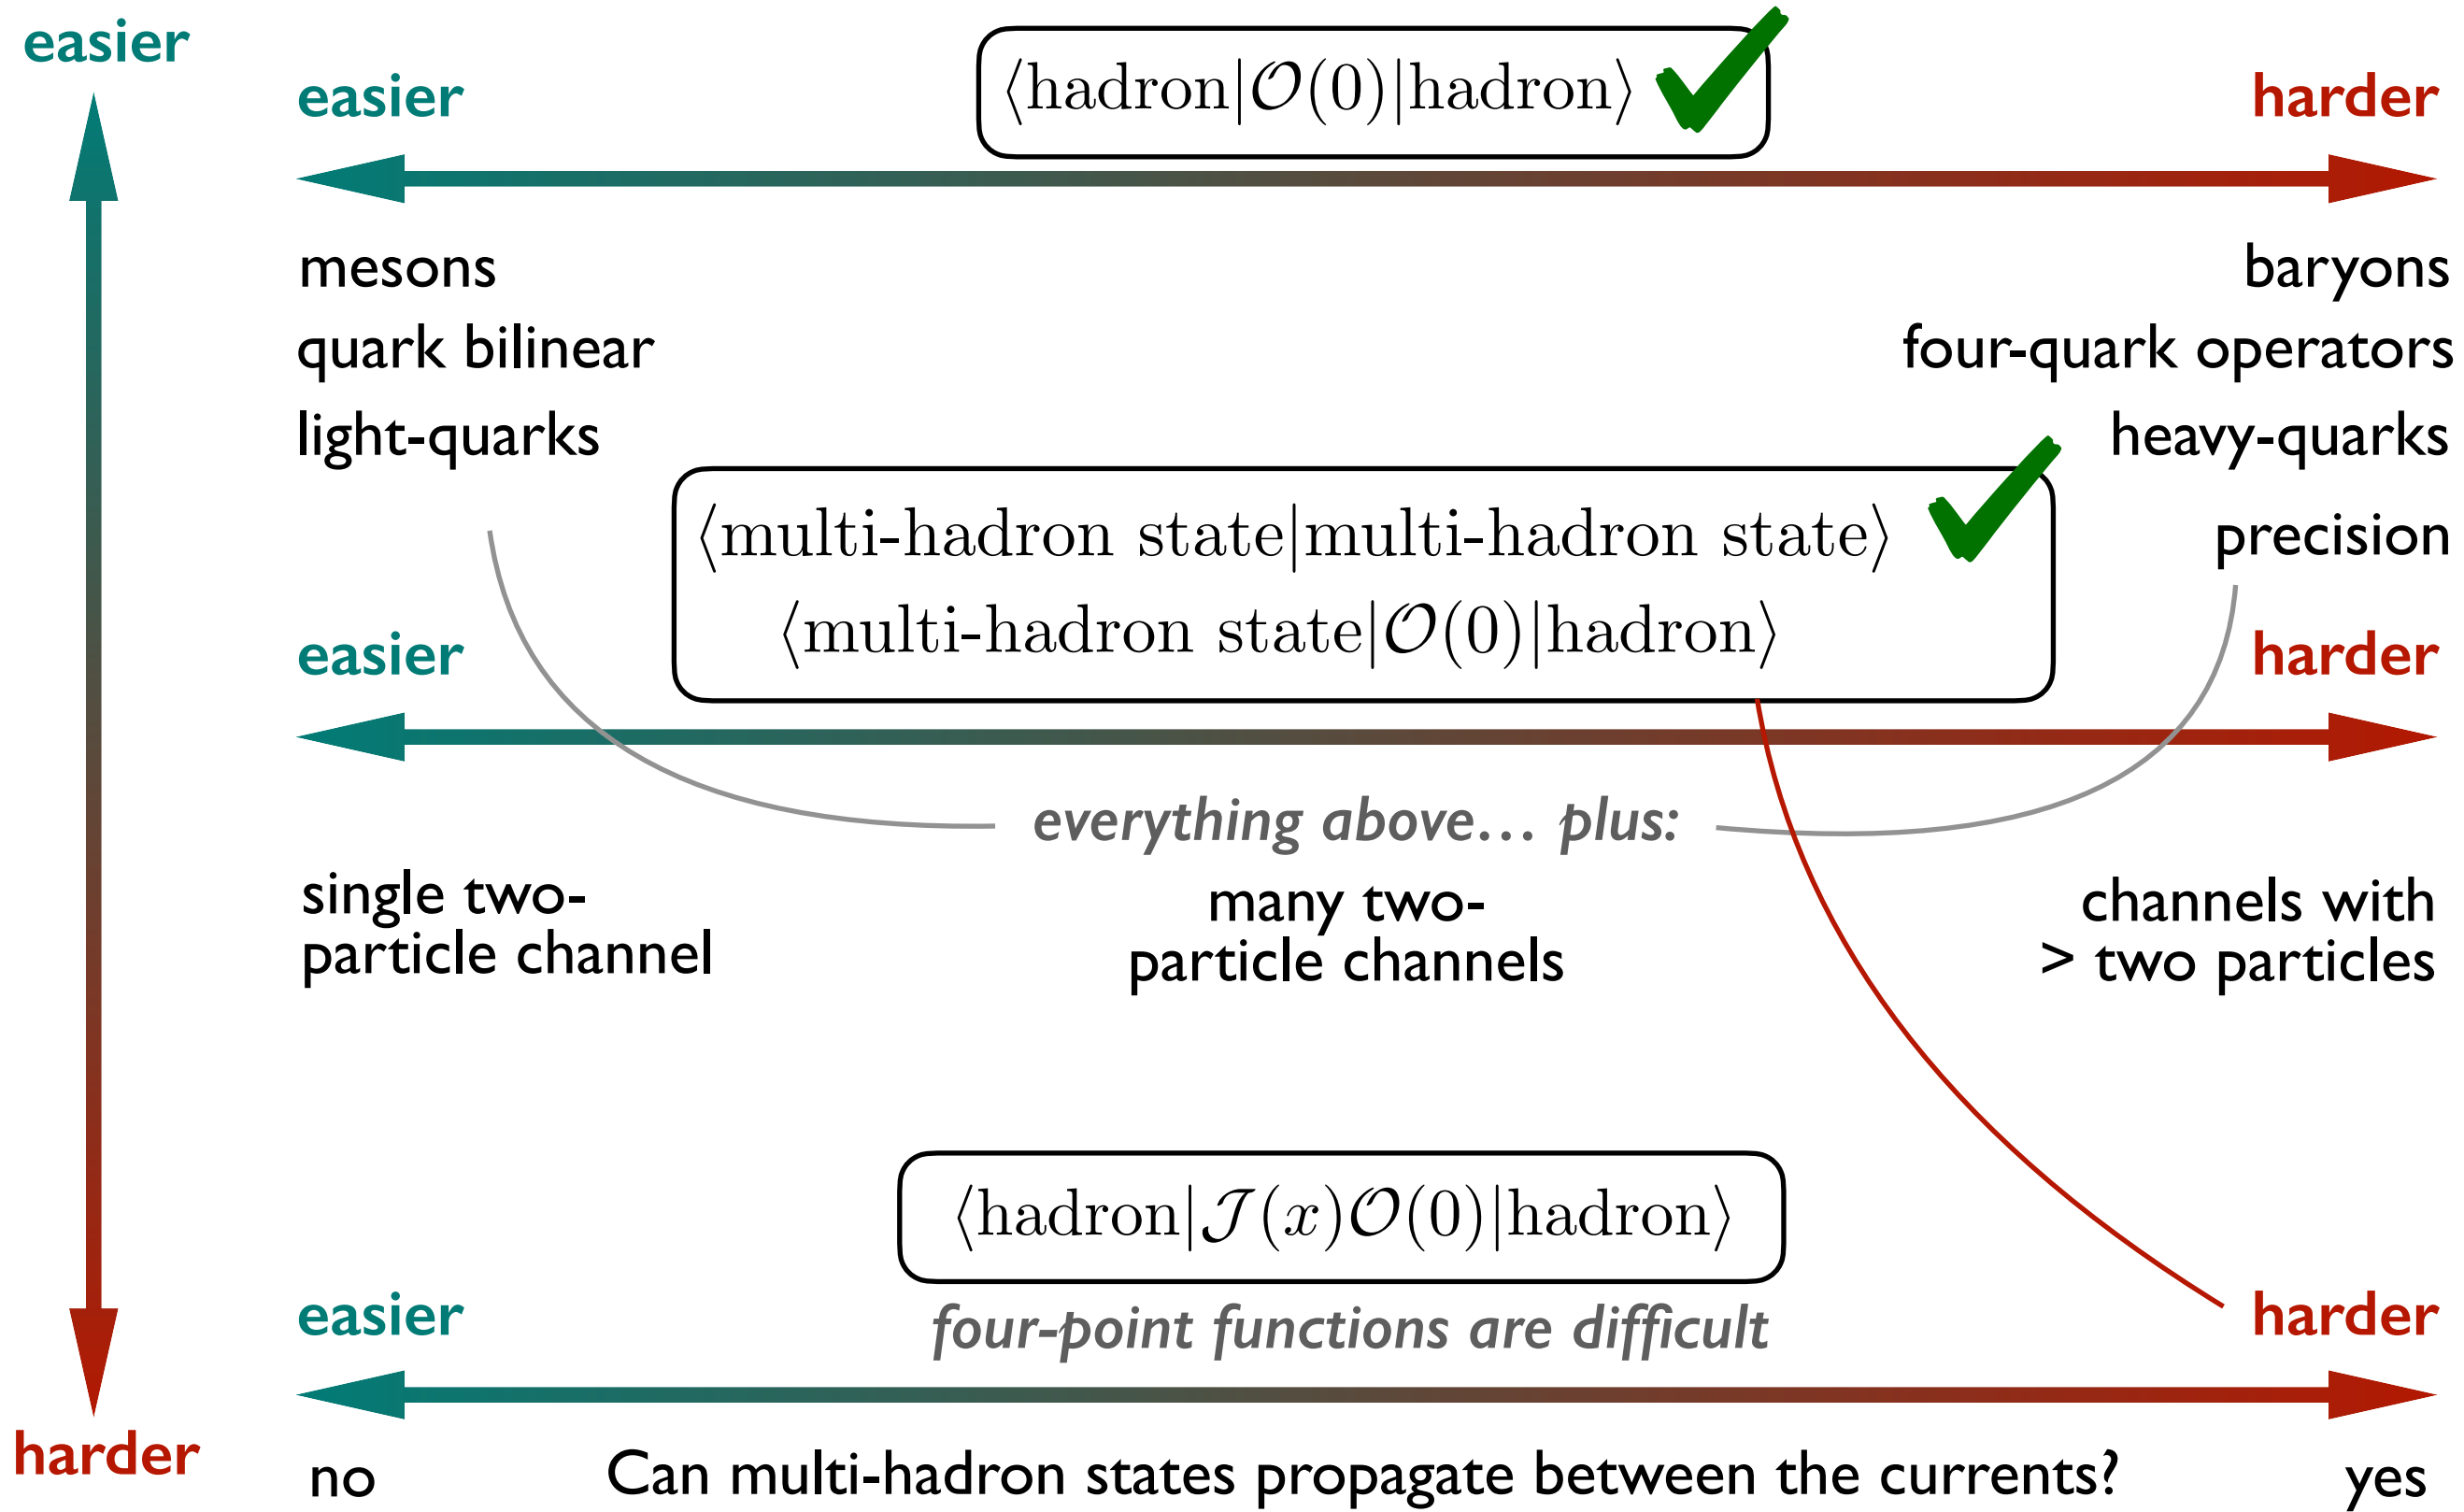 easier
easier
⟨hadron|𝒪(0)|hadron⟩
harder
mesons
baryons
quark bilinear
four-quark operators
light-quarks
heavy-quarks
precision
⟨multi-hadron state|multi-hadron state⟩
⟨multi-hadron state|𝒪(0)|hadron⟩
easier
harder
everything above... plus:
single two-
particle channel
many two-
particle channels
channels with
> two particles
⟨hadron|𝒥(x)𝒪(0)|hadron⟩
easier
four-point functions are difficult
harder
harder
no
Can multi-hadron states propagate between the currents?
yes